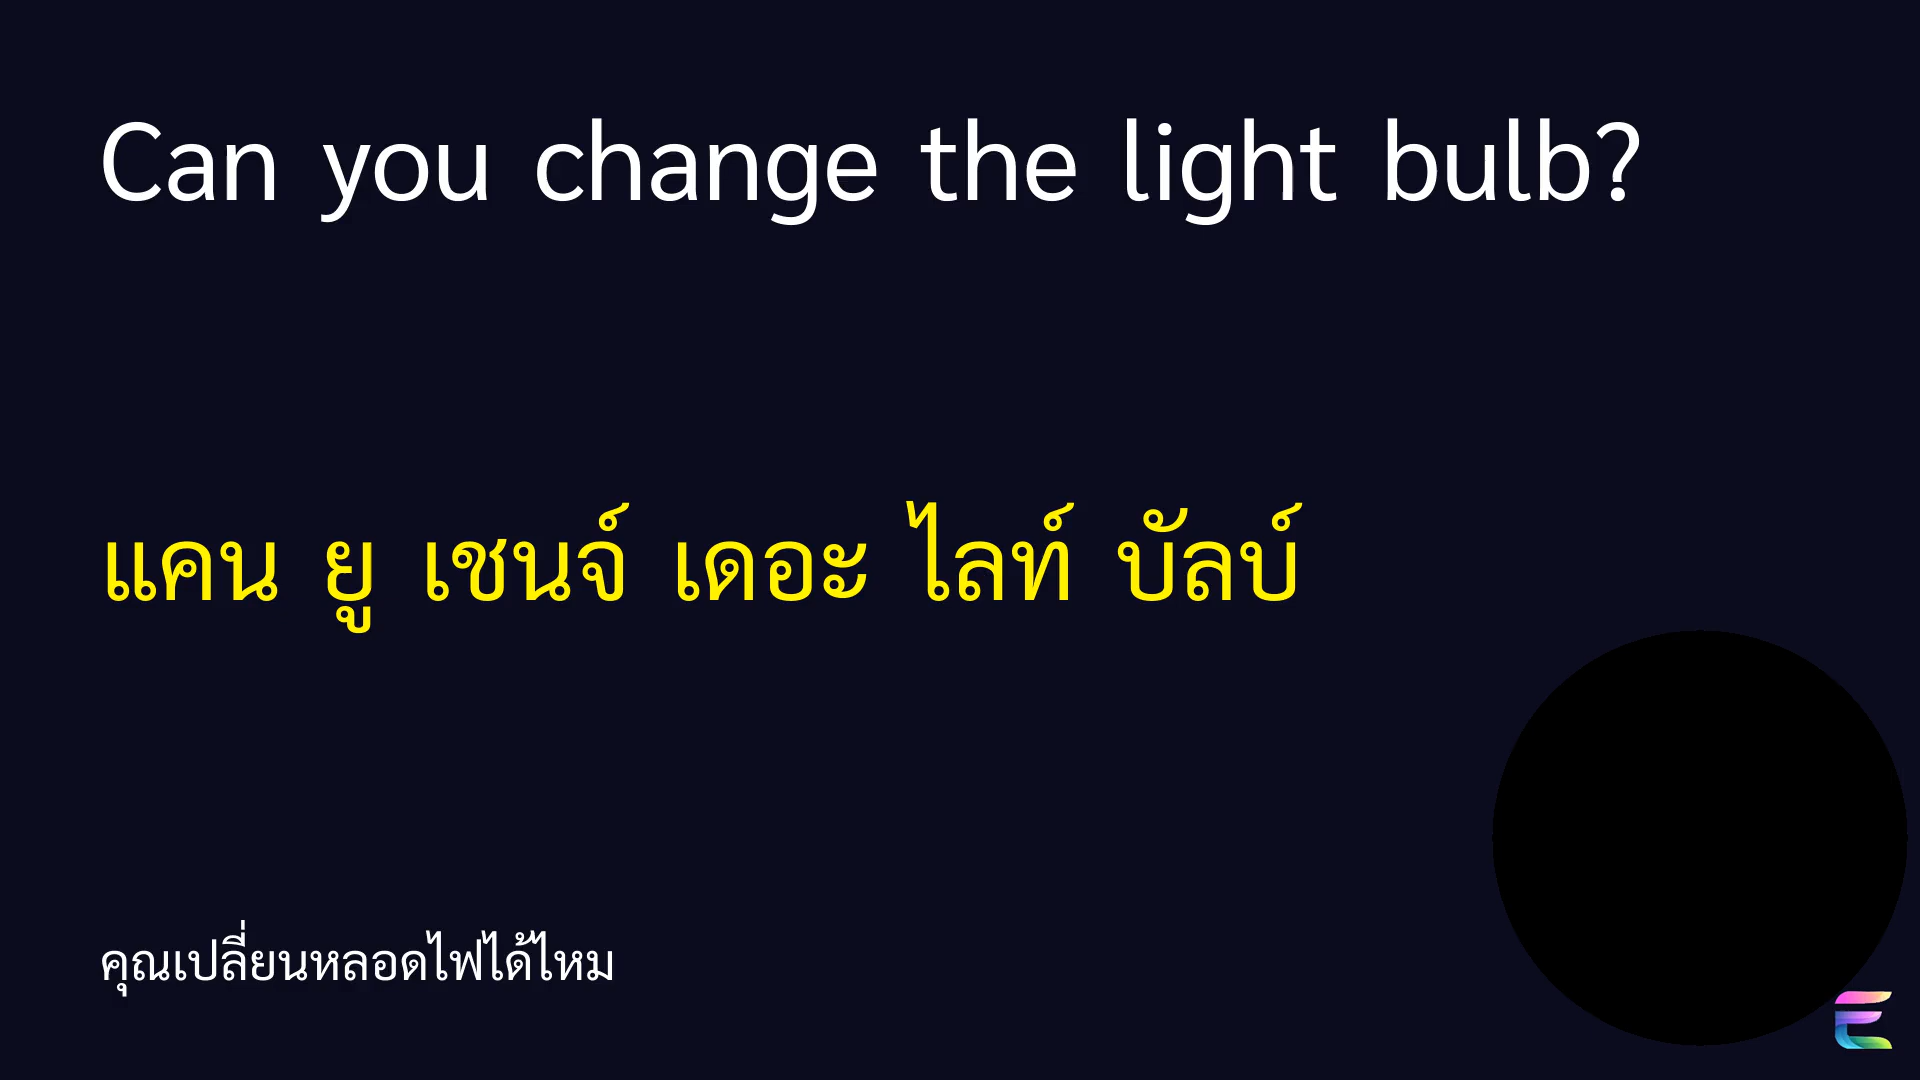 Can you change the light bulb?
แคน ยู เชนจ์ เดอะ ไลท์ บัลบ์
คุณเปลี่ยนหลอดไฟได้ไหม